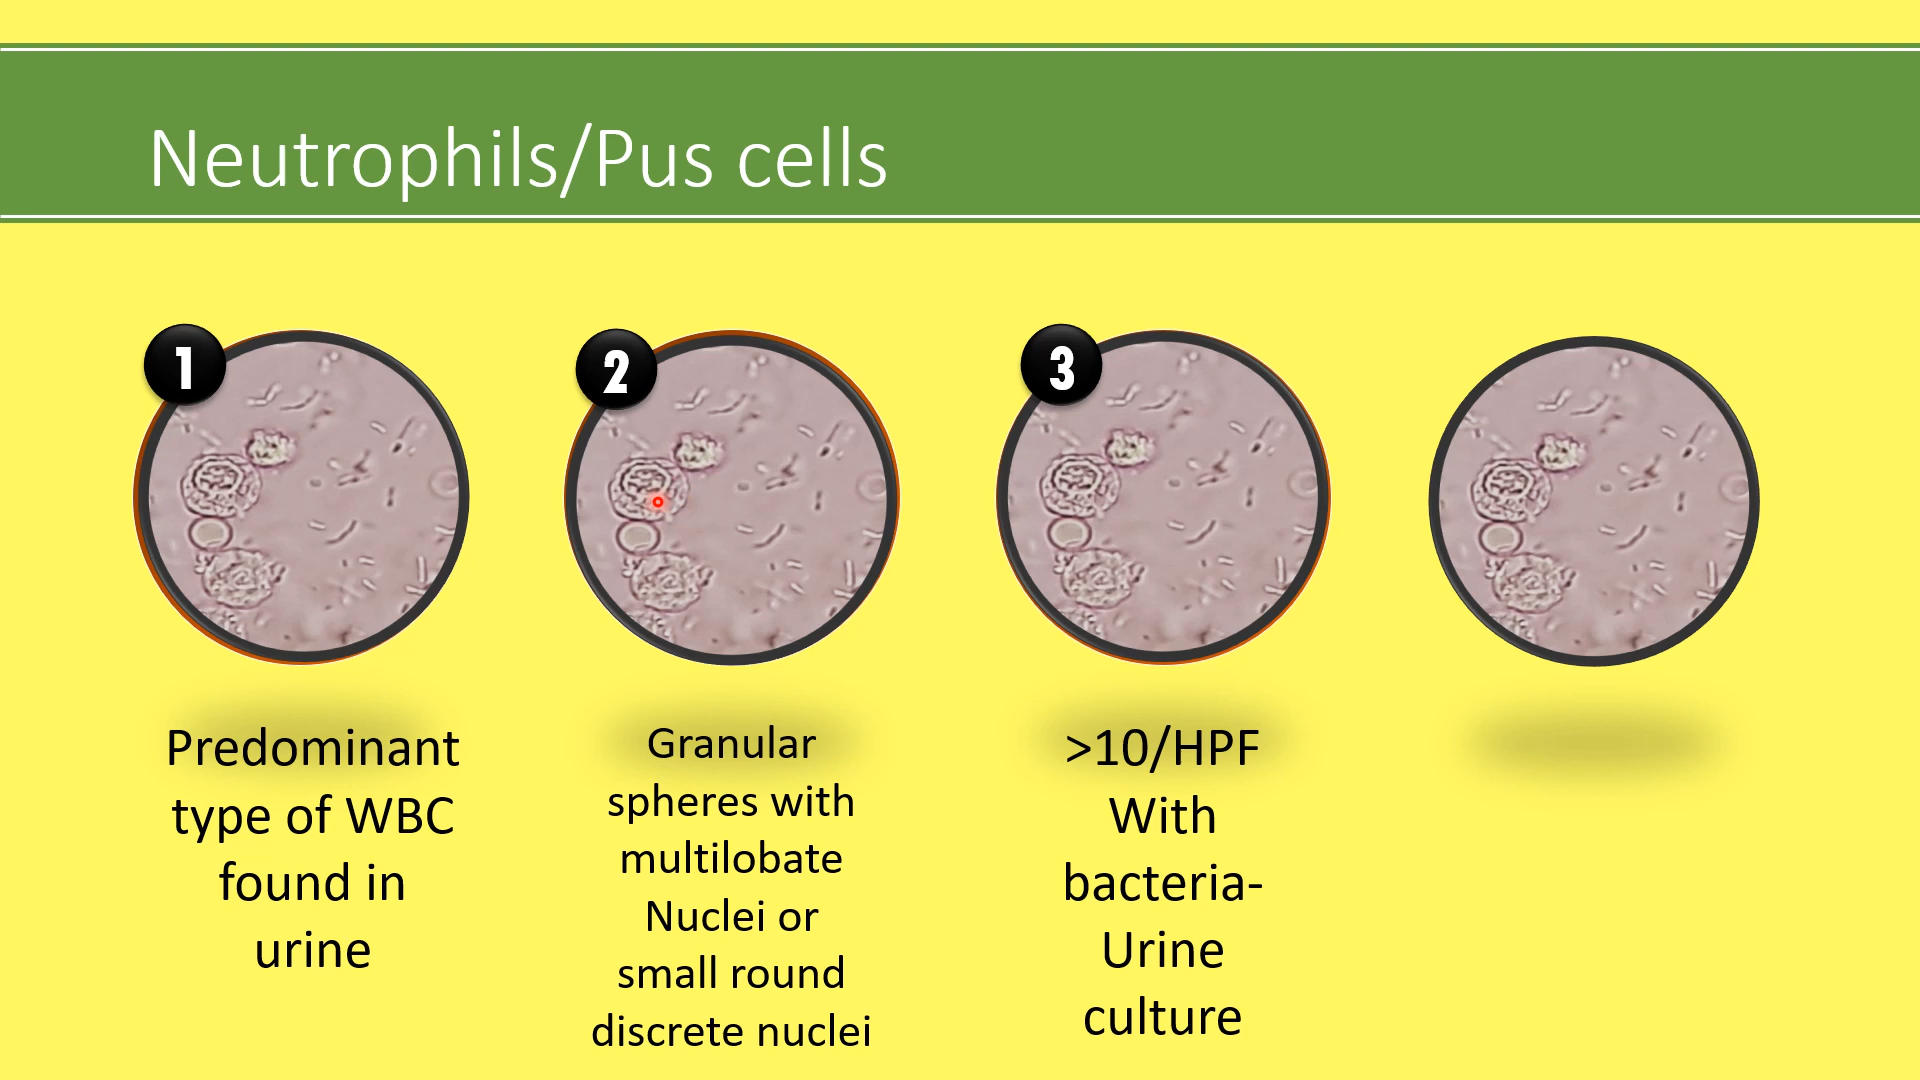 Neutrophils/Pus cells
1
Predominant
type of WBC
found in
urine
2
Granular
spheres with
multilobate
Nuclei or
small round
discrete nuclei
3
>10/HPF
With
bacteria-
Urine
culture